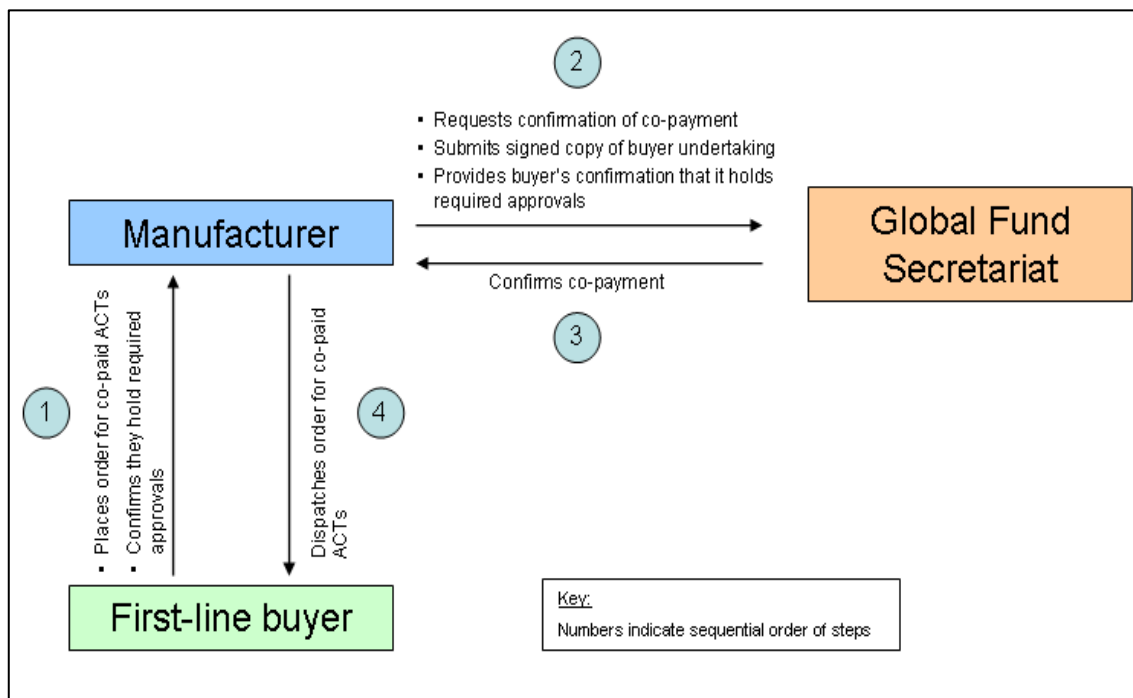 2
▪ Requests confirmation of co-payment
▪ Submits signed copy of buyer undertaking
▪ Provides buyer's confirmation that it holds
required approvals
Manufacturer
Global Fund
Secretariat
Confirms co-payment
3
1
▪ Places order for co-paid ACTs
▪ Confirms they hold required
approvals
Dispatches order for co-paid
ACTs
4
First-line buyer
Key:
Numbers indicate sequential order of steps